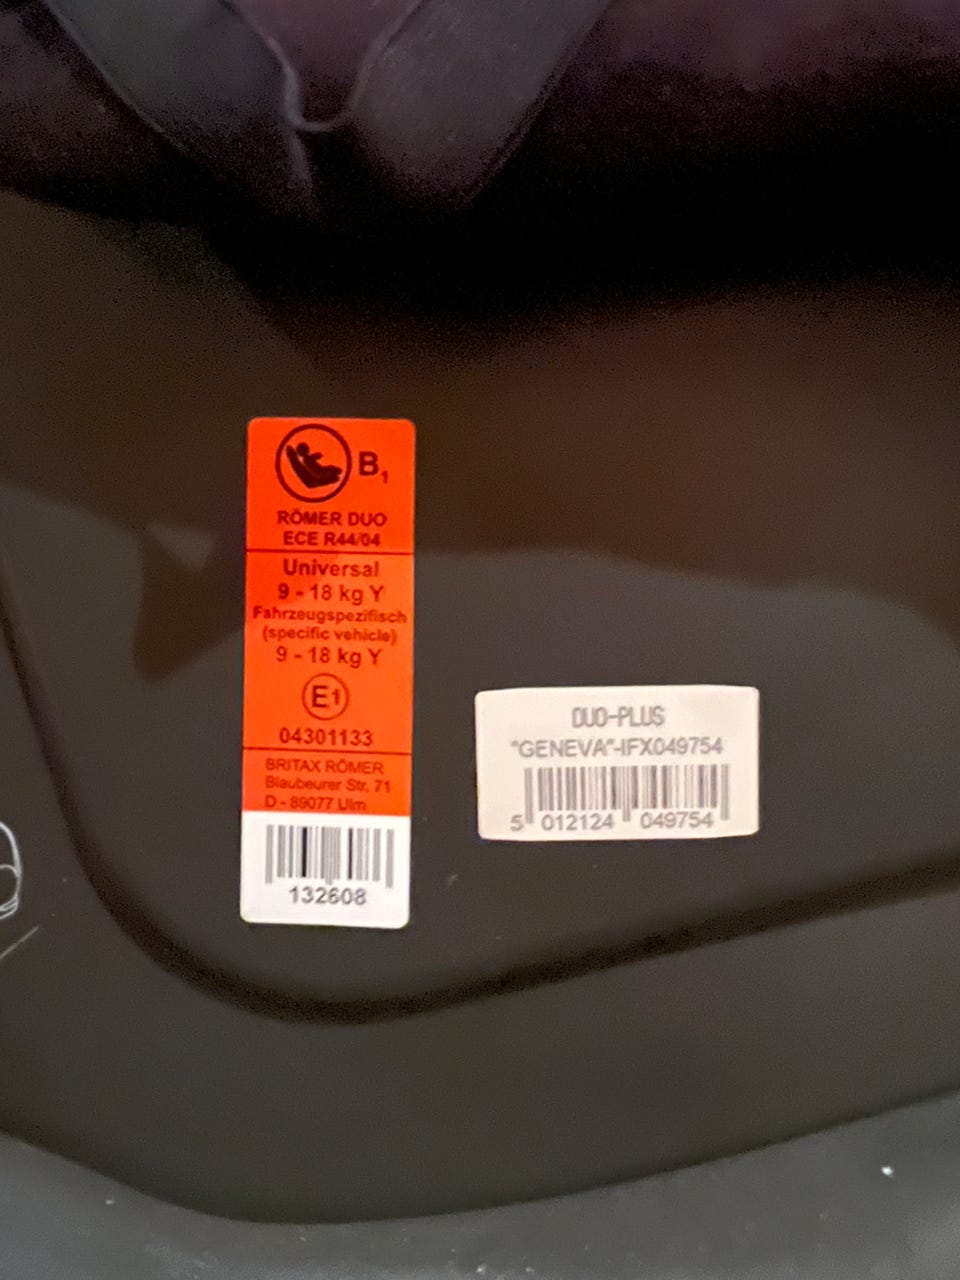 B1
RÖMER DUO
ECE R44/04
Universal
9 - 18 kg Y
Fahrzeugspezifisch
(specific vehicle)
9 - 18 kg Y
E1
04301133
BRITAX RÖMER
Blaubeurer Str. 71
D - 89077 Ulm
132608
DUO-PLUS
"GENEVA"-IFX049754
5 012124 049754